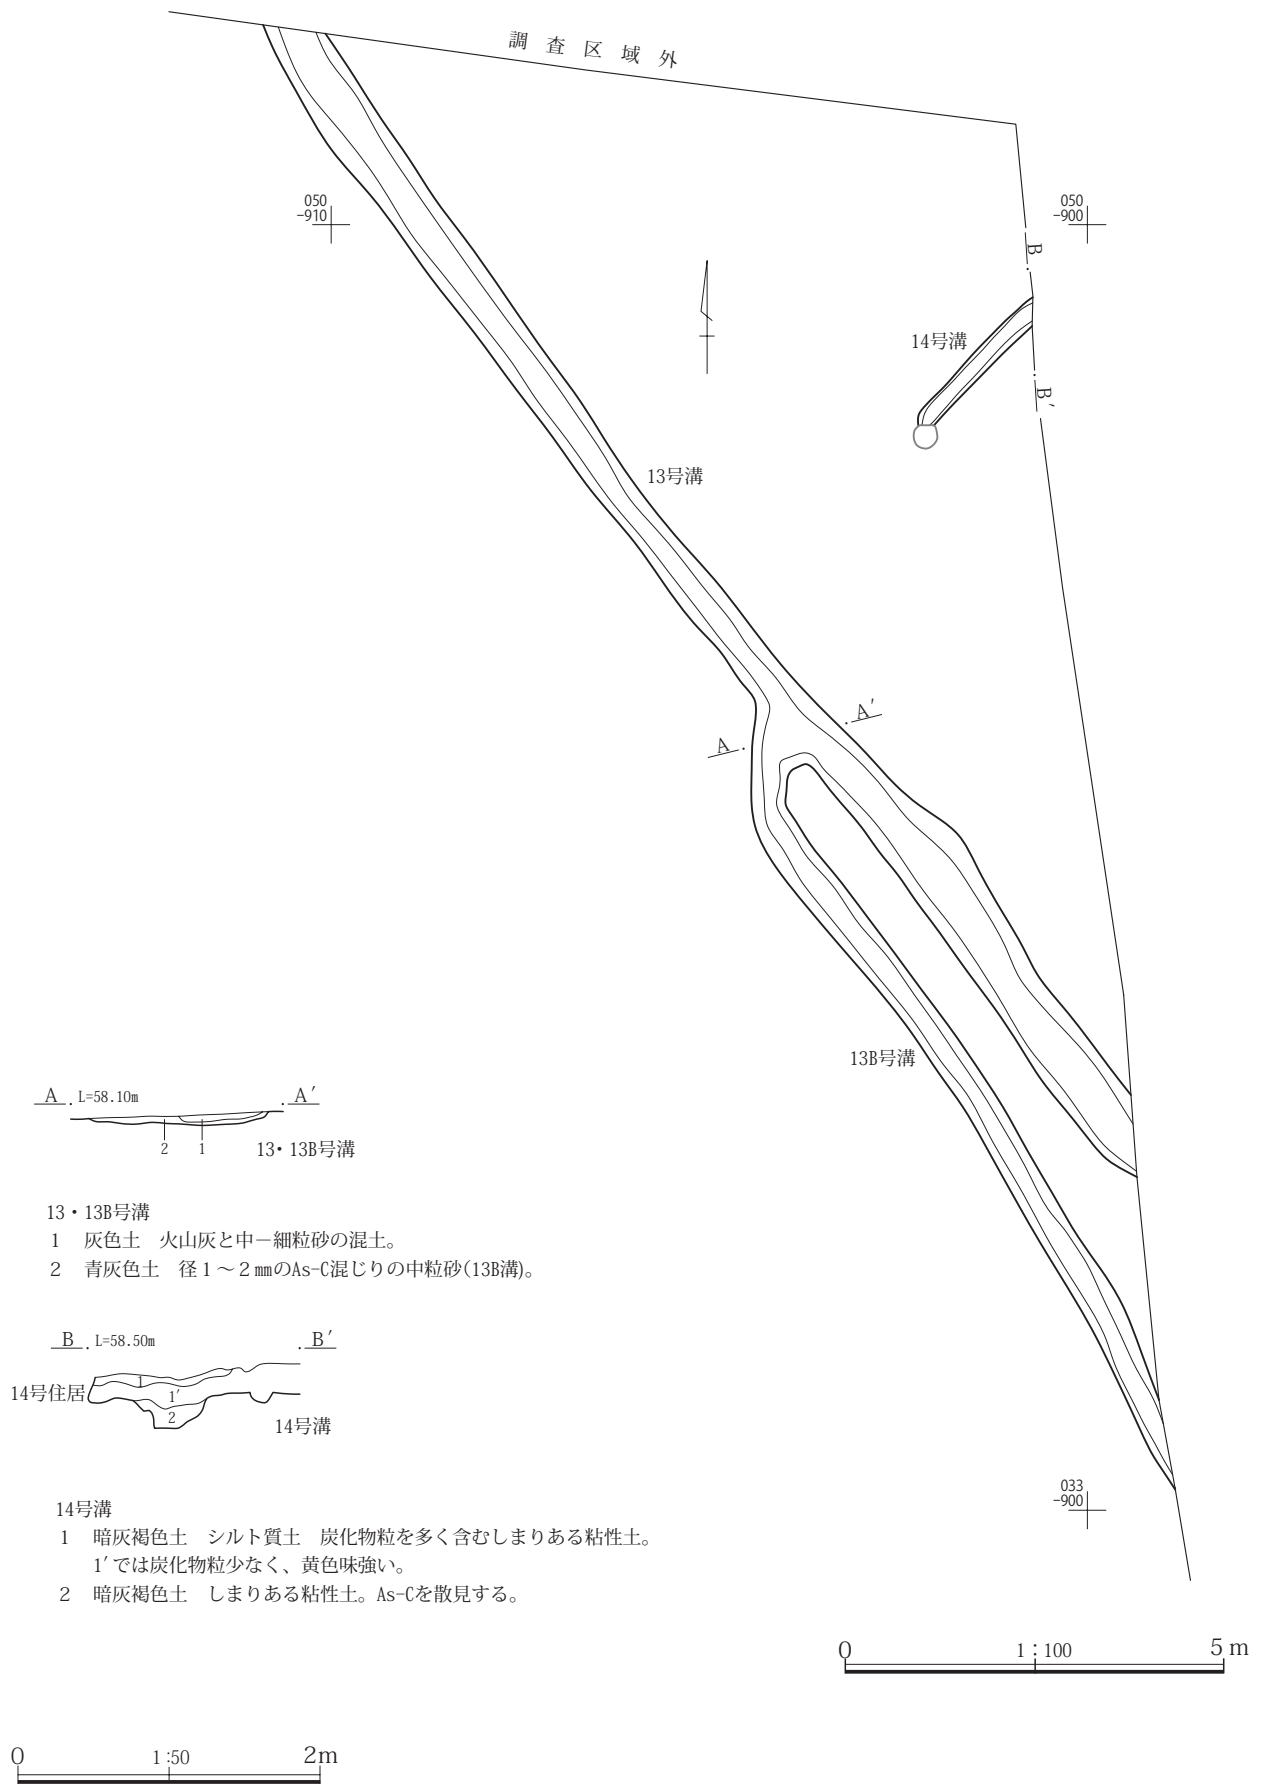 調査区域外
050
-910
050
-900
B
14号溝
B′
13号溝
A′
A
13B号溝
A L=58.10m A′
2 1 13・13B号溝
13・13B号溝
1 灰色土 火山灰と中－細粒砂の混土。
2 青灰色土 径1～2㎜のAs-C混じりの中粒砂(13B溝)。
B L=58.50m B′
1
14号住居
1′
2
14号溝
033
-900
14号溝
1 暗灰褐色土 シルト質土 炭化物粒を多く含むしまりある粘性土。
1′では炭化物粒少なく、黄色味強い。
2 暗灰褐色土 しまりある粘性土。As-Cを散見する。
0 1：100 5m
0 1:50 2m